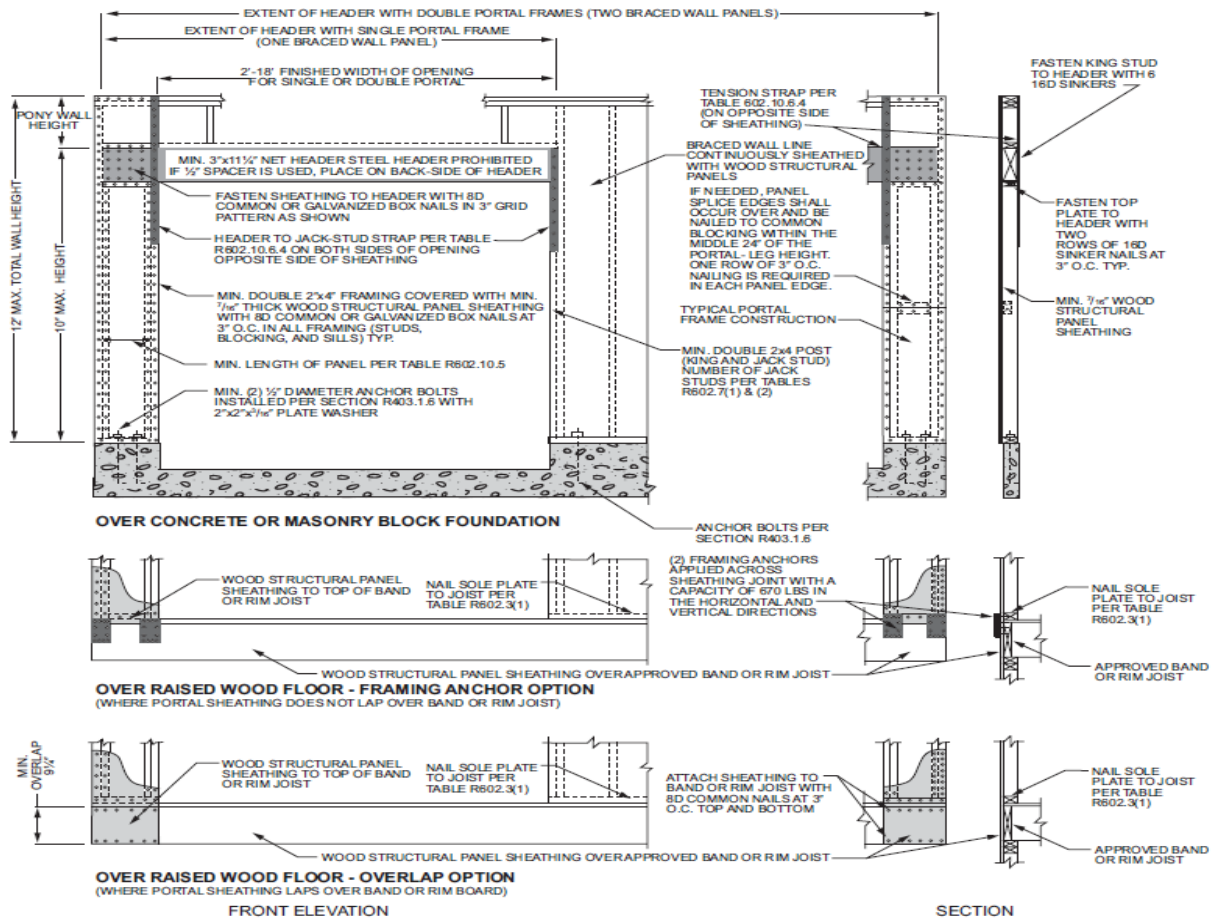 EXTENT OF HEADER WITH DOUBLE PORTAL FRAMES (TWO BRACED WALL PANELS)
EXTENT OF HEADER WITH SINGLE PORTAL FRAME
(ONE BRACED WALL PANEL)
2'-18' FINISHED WIDTH OF OPENING
FOR SINGLE OR DOUBLE PORTAL
PONY WALL
HEIGHT
12' MAX. TOTAL WALL HEIGHT
10" MAX. HEIGHT
MIN. 3"x11¼" NET HEADER STEEL HEADER PROHIBITED
IF ½" SPACER IS USED, PLACE ON BACK-SIDE OF HEADER
FASTEN SHEATHING TO HEADER WITH 8D
COMMON OR GALVANIZED BOX NAILS IN 3" GRID
PATTERN AS SHOWN
HEADER TO JACK-STUD STRAP PER TABLE
R602.10.6.4 ON BOTH SIDES OF OPENING
OPPOSITE SIDE OF SHEATHING
MIN. DOUBLE 2"x4" FRAMING COVERED WITH MIN.
7/16" THICK WOOD STRUCTURAL PANEL SHEATHING
WITH 8D COMMON OR GALVANIZED BOX NAILS AT
3" O.C. IN ALL FRAMING (STUDS,
BLOCKING, AND SILLS) TYP.
MIN. LENGTH OF PANEL PER TABLE R602.10.5
MIN. (2) ½" DIAMETER ANCHOR BOLTS
INSTALLED PER SECTION R403.1.6 WITH
2"x2"x3/16" PLATE WASHER
TENSION STRAP PER
TABLE 602.10.6.4
(ON OPPOSITE SIDE
OF SHEATHING)
BRACED WALL LINE
CONTINUOUSLY SHEATHED
WITH WOOD STRUCTURAL
PANELS
IF NEEDED, PANEL
SPLICE EDGES SHALL
OCCUR OVER AND BE
NAILED TO COMMON
BLOCKING WITHIN THE
MIDDLE 24" OF THE
PORTAL- LEG HEIGHT.
ONE ROW OF 3" O.C.
NAILING IS REQUIRED
IN EACH PANEL EDGE.
TYPICAL PORTAL
FRAME CONSTRUCTION
MIN. DOUBLE 2x4 POST
(KING AND JACK STUD)
NUMBER OF JACK
STUDS PER TABLES
R602.7(1) & (2)
FASTEN KING STUD
TO HEADER WITH 6
16D SINKERS
FASTEN TOP
PLATE TO
HEADER WITH
TWO
ROWS OF 16D
SINKER NAILS AT
3" O.C. TYP.
MIN. 7/16" WOOD
STRUCTURAL
PANEL
SHEATHING
OVER CONCRETE OR MASONRY BLOCK FOUNDATION
ANCHOR BOLTS PER
SECTION R403.1.6
WOOD STRUCTURAL PANEL
SHEATHING TO TOP OF BAND
OR RIM JOIST
NAIL SOLE PLATE
TO JOIST PER
TABLE R602.3(1)
(2) FRAMING ANCHORS
APPLIED ACROSS
SHEATHING JOINT WITH A
CAPACITY OF 670 LBS IN
THE HORIZONTAL AND
VERTICAL DIRECTIONS
NAIL SOLE
PLATE TO JOIST
PER TABLE
R602.3(1)
WOOD STRUCTURAL PANEL SHEATHING OVER APPROVED BAND OR RIM JOIST
APPROVED BAND
OR RIM JOIST
OVER RAISED WOOD FLOOR - FRAMING ANCHOR OPTION
(WHERE PORTAL SHEATHING DOES NOT LAP OVER BAND OR RIM JOIST)
MIN.
OVERLAP
9¼"
WOOD STRUCTURAL PANEL
SHEATHING TO TOP OF BAND
OR RIM JOIST
NAIL SOLE PLATE
TO JOIST PER
TABLE R602.3(1)
ATTACH SHEATHING TO
BAND OR RIM JOIST WITH
8D COMMON NAILS AT 3"
O.C. TOP AND BOTTOM
NAIL SOLE
PLATE TO JOIST
PER TABLE
R602.3(1)
WOOD STRUCTURAL PANEL SHEATHING OVER APPROVED BAND OR RIM JOIST
APPROVED BAND
OR RIM JOIST
OVER RAISED WOOD FLOOR - OVERLAP OPTION
(WHERE PORTAL SHEATHING LAPS OVER BAND OR RIM BOARD)
FRONT ELEVATION
SECTION